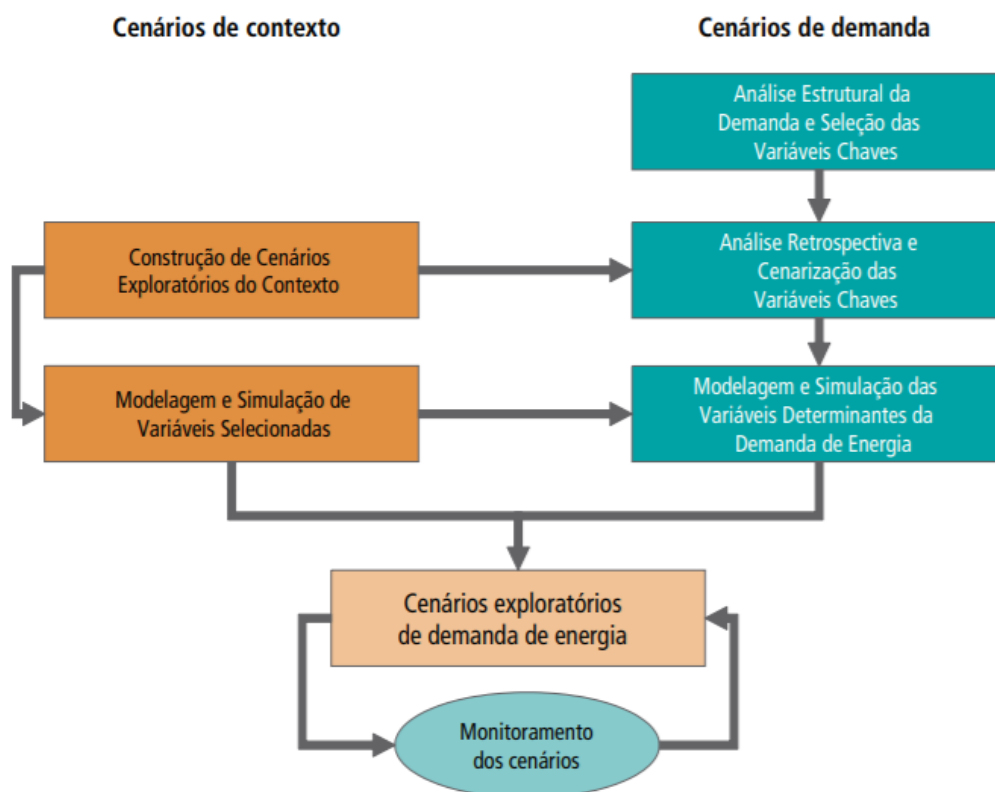 Cenários de contexto
Cenários de demanda
Análise Estrutural da
Demanda e Seleção das
Variáveis Chaves
Construção de Cenários
Exploratórios do Contexto
Análise Retrospectiva e
Cenarização das
Variáveis Chaves
Modelagem e Simulação de
Variáveis Selecionadas
Modelagem e Simulação das
Variáveis Determinantes da
Demanda de Energia
Cenários exploratórios
de demanda de energia
Monitoramento
dos cenários